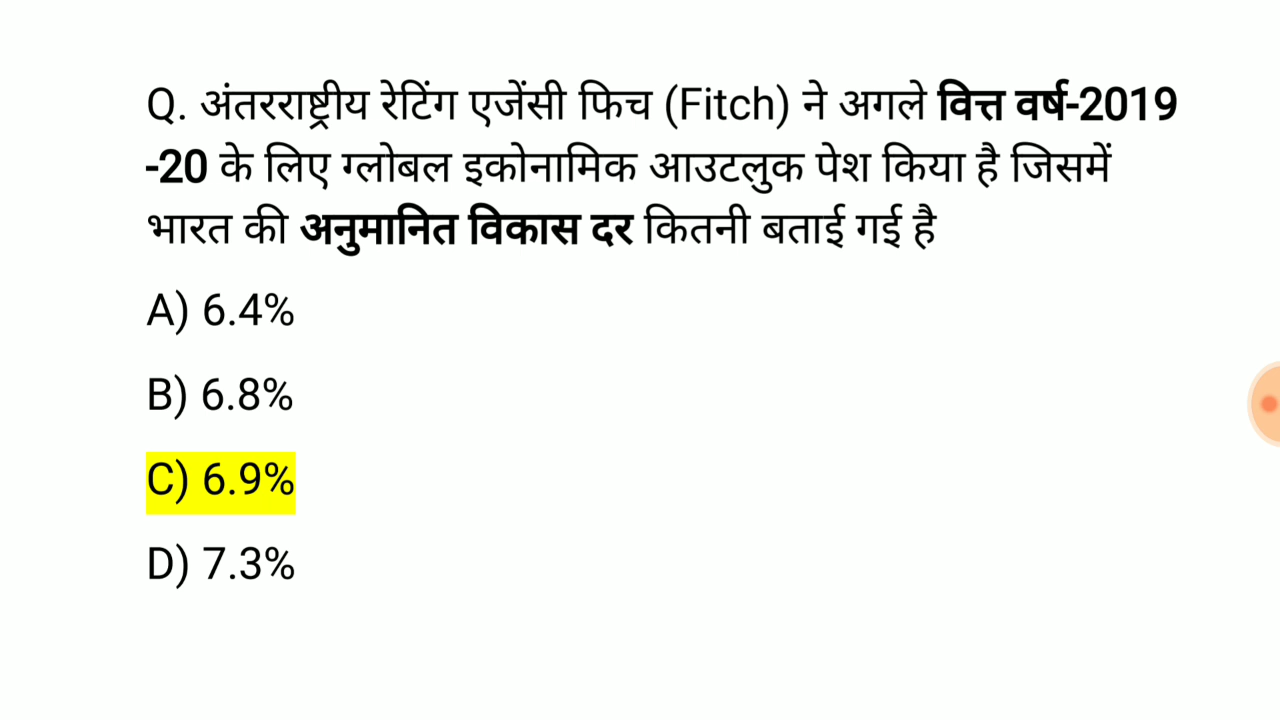 Q. अंतरराष्ट्रीय रेटिंग एजेंसी फिच (Fitch) ने अगले वित्त वर्ष-2019
-20 के लिए ग्लोबल इकोनामिक आउटलुक पेश किया है जिसमें
भारत की अनुमानित विकास दर कितनी बताई गई है
A) 6.4%
B) 6.8%
C) 6.9%
D) 7.3%